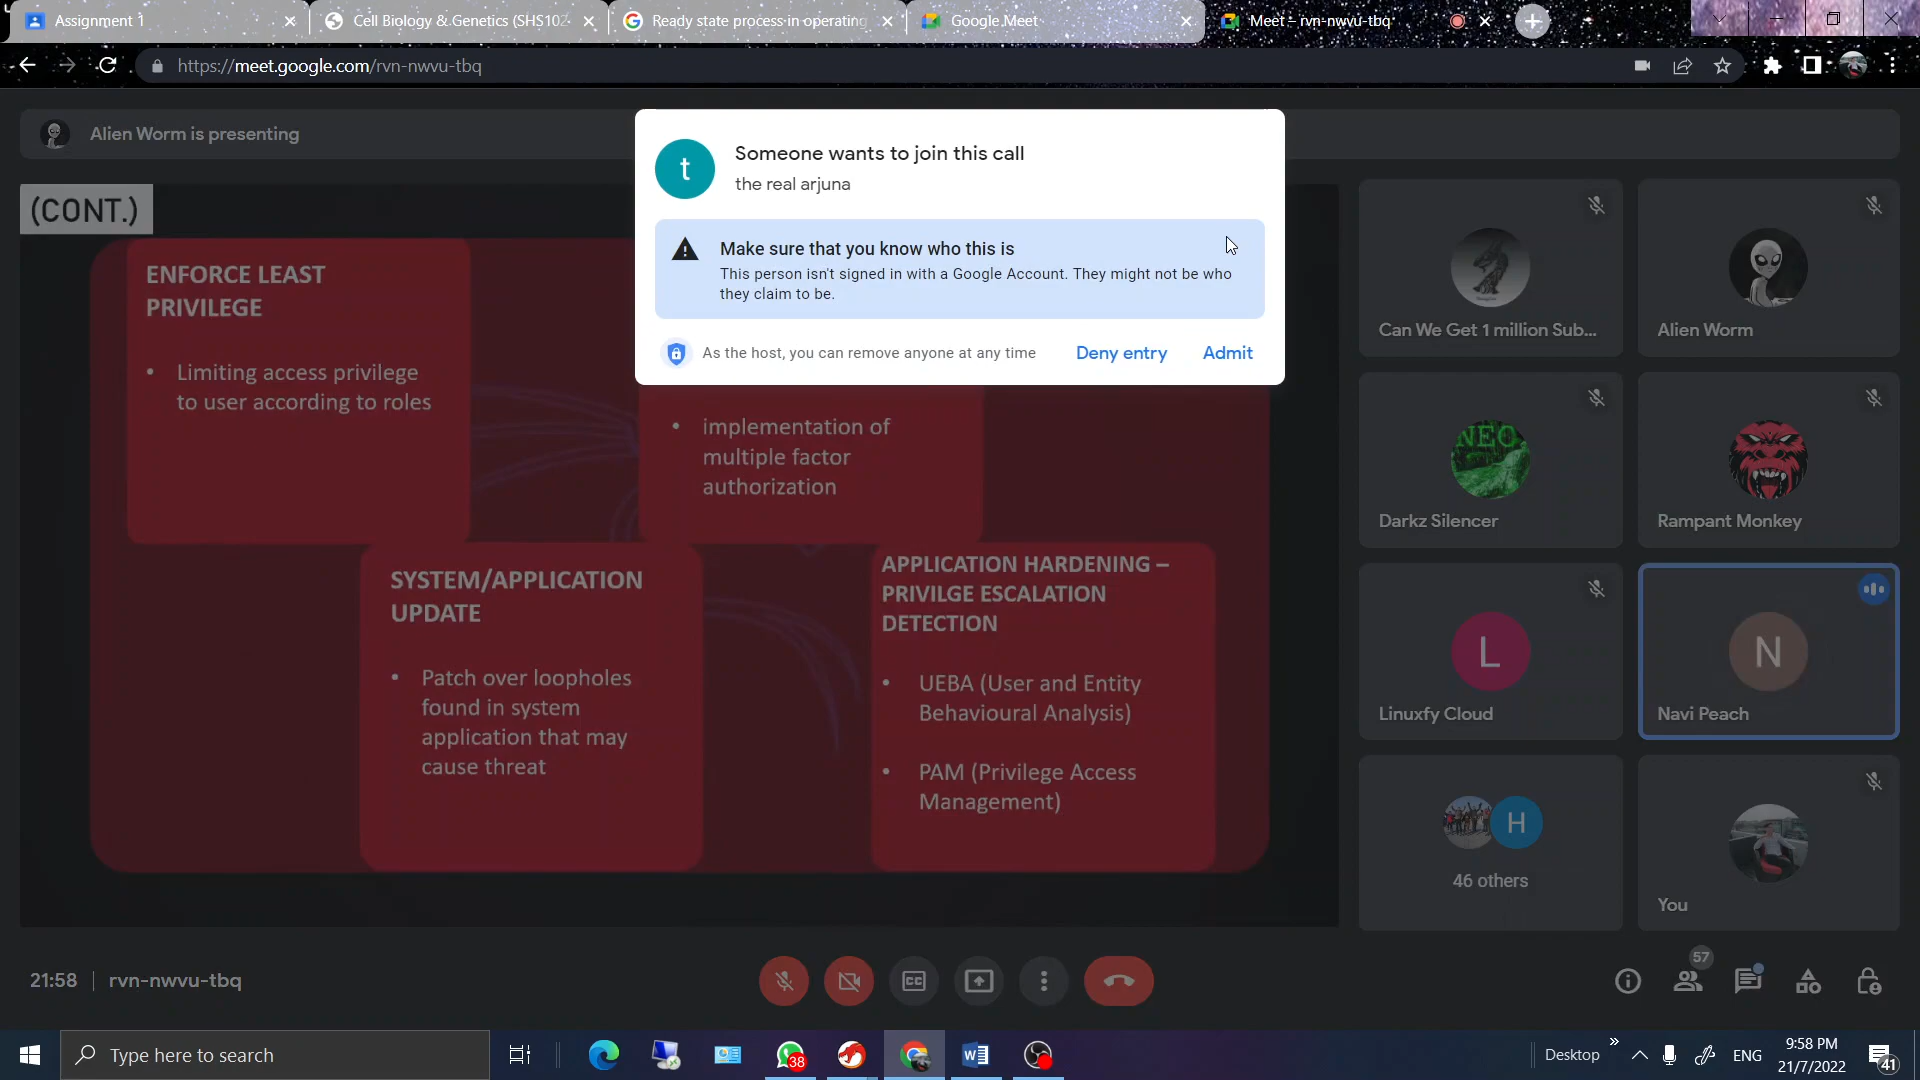 Assignment 1
Cell Biology & Genetics (SHS102
Ready state process in operating
Google Meet
Meet – rvn-nwvu-tbq
https://meet.google.com/rvn-nwvu-tbq
Alien Worm is presenting
Someone wants to join this call
t
the real arjuna
Make sure that you know who this is
This person isn't signed in with a Google Account. They might not be who
they claim to be.
As the host, you can remove anyone at any time
Deny entry
Admit
(CONT.)
ENFORCE LEAST
PRIVILEGE
• Limiting access privilege
to user according to roles
• implementation of
multiple factor
authorization
SYSTEM/APPLICATION
UPDATE
• Patch over loopholes
found in system
application that may
cause threat
APPLICATION HARDENING –
PRIVILGE ESCALATION
DETECTION
• UEBA (User and Entity
Behavioural Analysis)
• PAM (Privilege Access
Management)
Can We Get 1 million Sub...
Alien Worm
NEO
Darkz Silencer
Rampant Monkey
L
Linuxfy Cloud
N
Navi Peach
H
46 others
You
21:58
rvn-nwvu-tbq
CC
57
Type here to search
38
Desktop
ENG
9:58 PM
21/7/2022
41